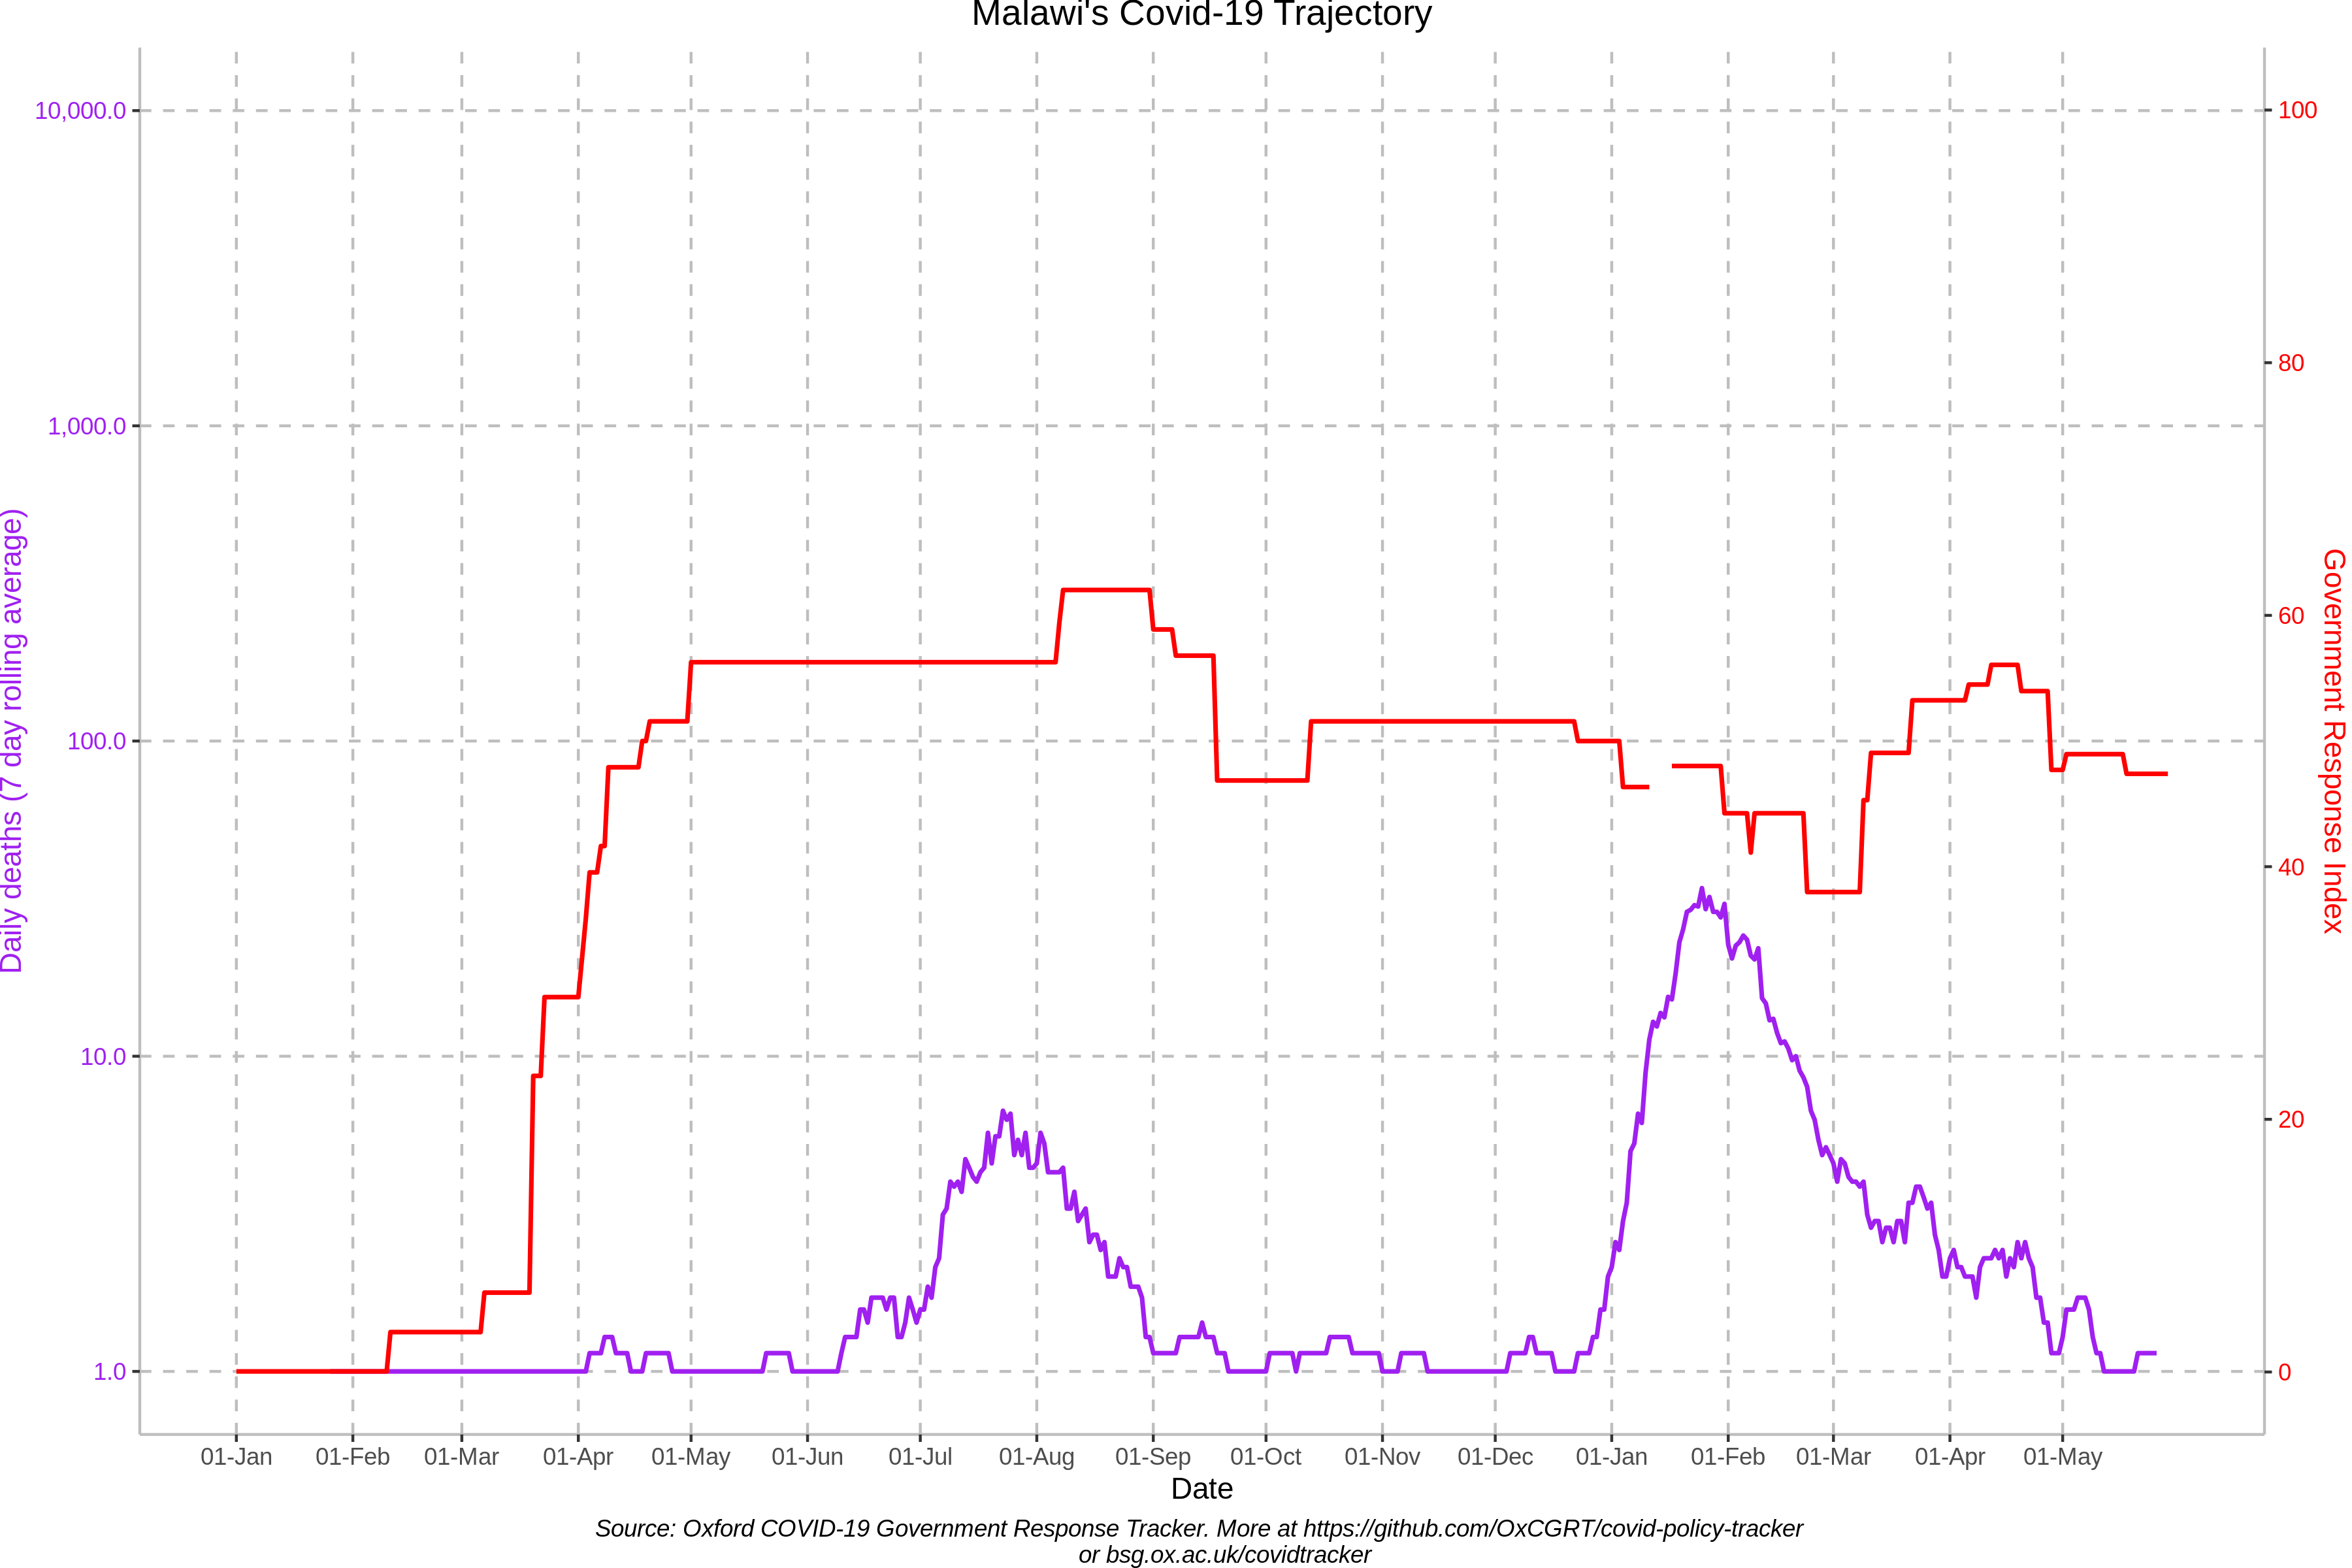 Malawi's Covid-19 Trajectory
10,000.0
1,000.0
100.0
10.0
1.0
Daily deaths (7 day rolling average)
100
80
60
40
20
0
Government Response Index
01-Jan 01-Feb 01-Mar 01-Apr 01-May 01-Jun 01-Jul 01-Aug 01-Sep 01-Oct 01-Nov 01-Dec 01-Jan 01-Feb 01-Mar 01-Apr 01-May
Date
Source: Oxford COVID-19 Government Response Tracker. More at https://github.com/OxCGRT/covid-policy-tracker
or bsg.ox.ac.uk/covidtracker